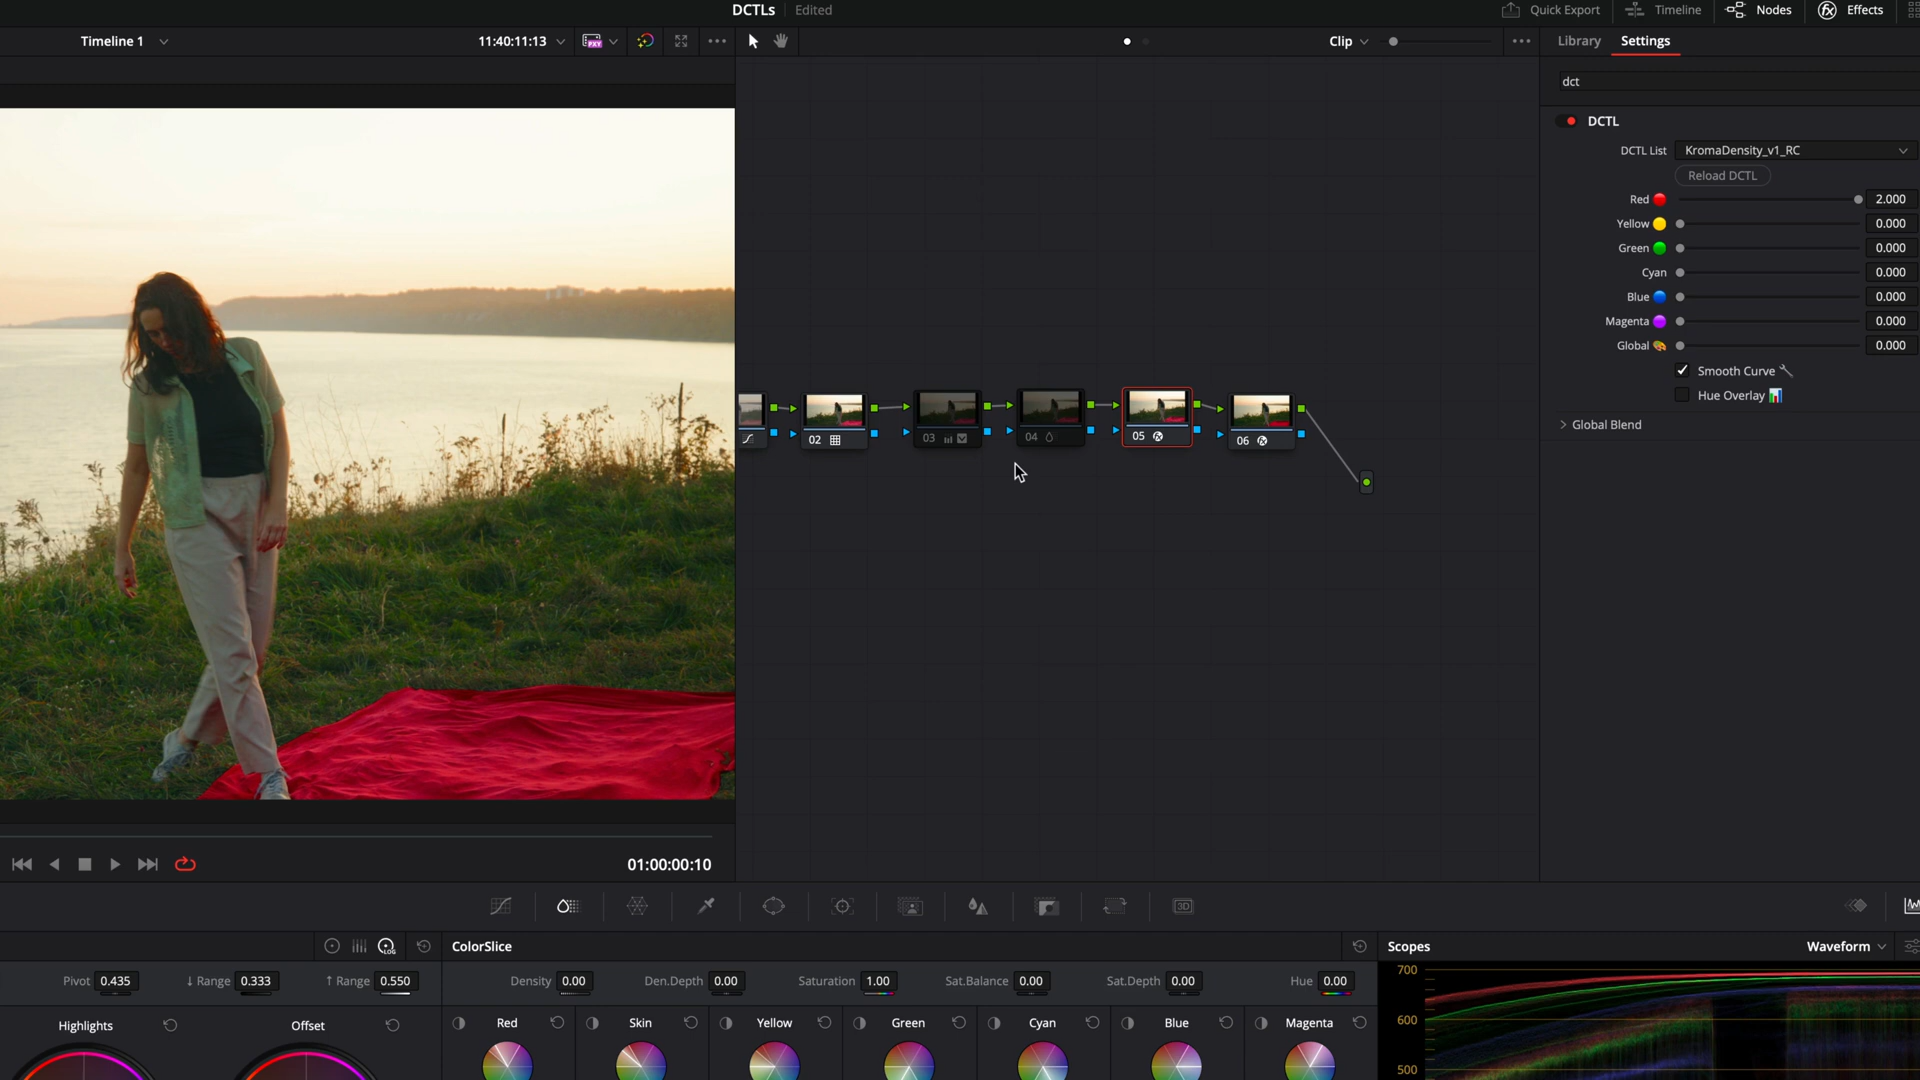 DCTLs Edited
Quick Export Timeline Nodes Effects
Timeline 1 11:40:11:13 PXY Clip Library Settings
dct
DCTL
DCTL List KromaDensity_v1_RC
Reload DCTL
Red 2.000
Yellow 0.000
Green 0.000
Cyan 0.000
Blue 0.000
Magenta 0.000
Global 0.000
Smooth Curve
Hue Overlay
Global Blend
02 03 04 05 06
01:00:00:10
3D
LOG ColorSlice Scopes Waveform
Pivot 0.435 ↓ Range 0.333 ↑ Range 0.550 Density 0.00 Den.Depth 0.00 Saturation 1.00 Sat.Balance 0.00 Sat.Depth 0.00 Hue 0.00
Highlights Offset Red Skin Yellow Green Cyan Blue Magenta
700
600
500